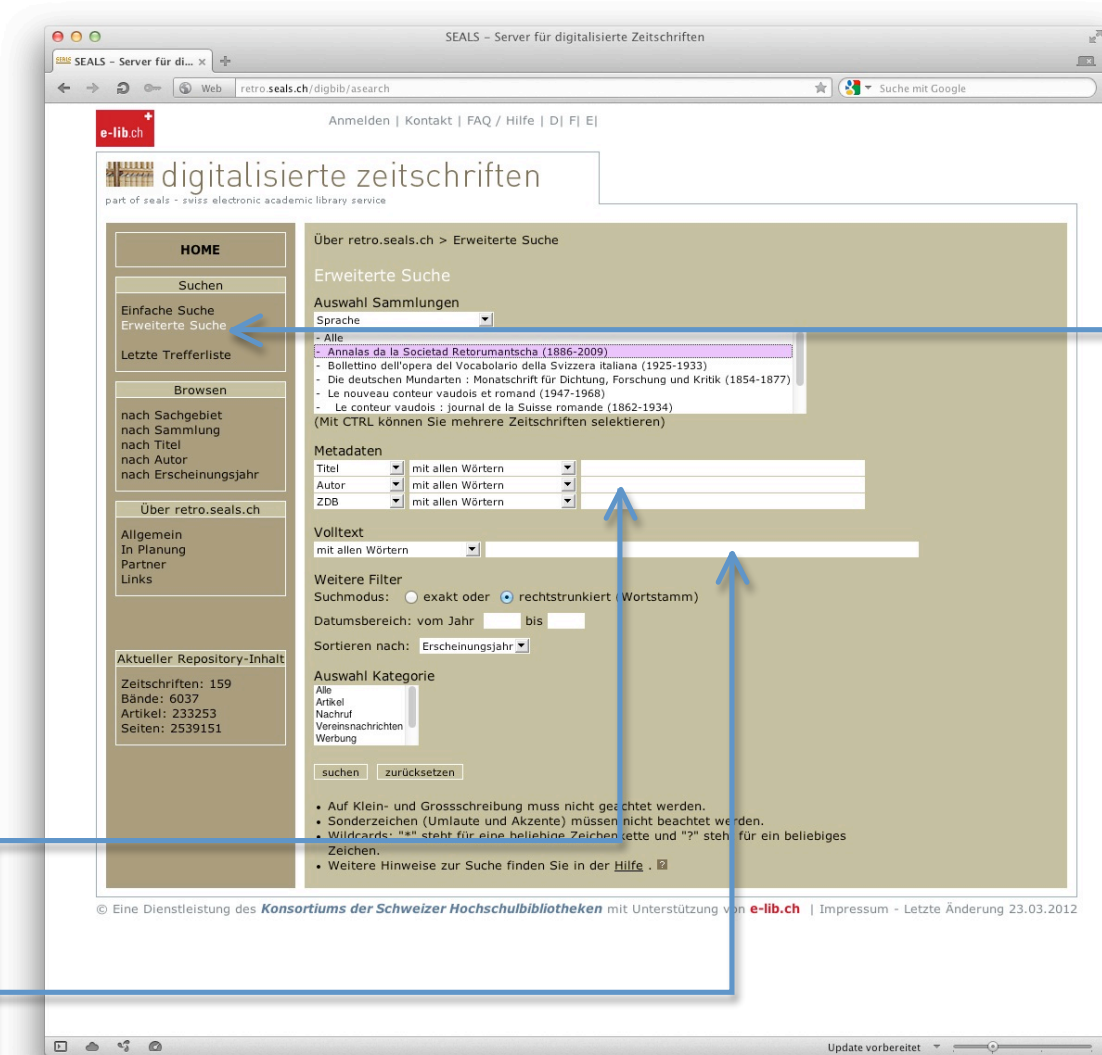 SEALS – Server für digitalisierte Zeitschriften
SEALS – Server für di... ×
Web retro.seals.ch/digbib/asearch
Suche mit Google
e-lib.ch
Anmelden | Kontakt | FAQ / Hilfe | D| F| E|
digitalisierte zeitschriften
part of seals - swiss electronic academic library service
HOME
Suchen
Einfache Suche
Erweiterte Suche
Letzte Trefferliste
Browsen
nach Sachgebiet
nach Sammlung
nach Titel
nach Autor
nach Erscheinungsjahr
Über retro.seals.ch
Allgemein
In Planung
Partner
Links
Aktueller Repository-Inhalt
Zeitschriften: 159
Bände: 6037
Artikel: 233253
Seiten: 2539151
Über retro.seals.ch > Erweiterte Suche
Erweiterte Suche
Auswahl Sammlungen
Sprache
- Alle
- Annalas da la Societad Retorumantscha (1886-2009)
- Bollettino dell'opera del Vocabolario della Svizzera italiana (1925-1933)
- Die deutschen Mundarten : Monatschrift für Dichtung, Forschung und Kritik (1854-1877)
- Le nouveau conteur vaudois et romand (1947-1968)
- Le conteur vaudois : journal de la Suisse romande (1862-1934)
(Mit CTRL können Sie mehrere Zeitschriften selektieren)
Metadaten
Titel mit allen Wörtern
Autor mit allen Wörtern
ZDB mit allen Wörtern
Volltext
mit allen Wörtern
Weitere Filter
Suchmodus: exakt oder rechtstrunkiert (Wortstamm)
Datumsbereich: vom Jahr bis
Sortieren nach: Erscheinungsjahr
Auswahl Kategorie
Alle
Artikel
Nachruf
Vereinsnachrichten
Werbung
suchen zurücksetzen
• Auf Klein- und Grossschreibung muss nicht geachtet werden.
• Sonderzeichen (Umlaute und Akzente) müssen nicht beachtet werden.
• Wildcards: "*" steht für eine beliebige Zeichenkette und "?" steht für ein beliebiges
Zeichen.
• Weitere Hinweise zur Suche finden Sie in der Hilfe . ?
© Eine Dienstleistung des Konsortiums der Schweizer Hochschulbibliotheken mit Unterstützung von e-lib.ch | Impressum - Letzte Änderung 23.03.2012
Update vorbereitet